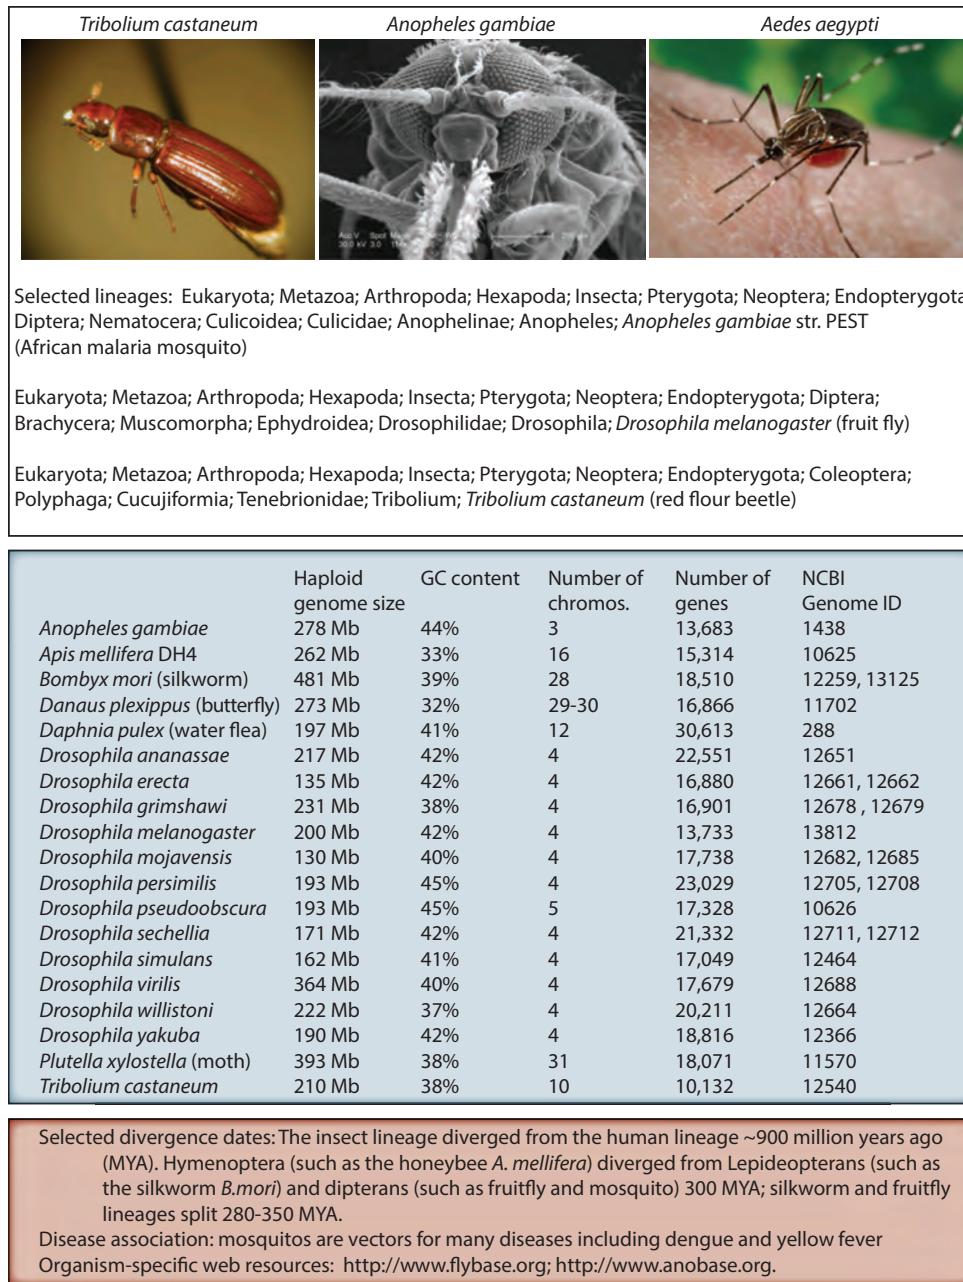 Tribolium castaneum Anopheles gambiae Aedes aegypti
Selected lineages: Eukaryota; Metazoa; Arthropoda; Hexapoda; Insecta; Pterygota; Neoptera; Endopterygota
Diptera; Nematocera; Culicoidea; Culicidae; Anophelinae; Anopheles; Anopheles gambiae str. PEST
(African malaria mosquito)
Eukaryota; Metazoa; Arthropoda; Hexapoda; Insecta; Pterygota; Neoptera; Endopterygota; Diptera;
Brachycera; Muscomorpha; Ephydroidea; Drosophilidae; Drosophila; Drosophila melanogaster (fruit fly)
Eukaryota; Metazoa; Arthropoda; Hexapoda; Insecta; Pterygota; Neoptera; Endopterygota; Coleoptera;
Polyphaga; Cucujiformia; Tenebrionidae; Tribolium; Tribolium castaneum (red flour beetle)
Haploid GC content Number of Number of NCBI
genome size chromos. genes Genome ID
Anopheles gambiae 278 Mb 44% 3 13,683 1438
Apis mellifera DH4 262 Mb 33% 16 15,314 10625
Bombyx mori (silkworm) 481 Mb 39% 28 18,510 12259, 13125
Danaus plexippus (butterfly) 273 Mb 32% 29-30 16,866 11702
Daphnia pulex (water flea) 197 Mb 41% 12 30,613 288
Drosophila ananassae 217 Mb 42% 4 22,551 12651
Drosophila erecta 135 Mb 42% 4 16,880 12661, 12662
Drosophila grimshawi 231 Mb 38% 4 16,901 12678 , 12679
Drosophila melanogaster 200 Mb 42% 4 13,733 13812
Drosophila mojavensis 130 Mb 40% 4 17,738 12682, 12685
Drosophila persimilis 193 Mb 45% 4 23,029 12705, 12708
Drosophila pseudoobscura 193 Mb 45% 5 17,328 10626
Drosophila sechellia 171 Mb 42% 4 21,332 12711, 12712
Drosophila simulans 162 Mb 41% 4 17,049 12464
Drosophila virilis 364 Mb 40% 4 17,679 12688
Drosophila willistoni 222 Mb 37% 4 20,211 12664
Drosophila yakuba 190 Mb 42% 4 18,816 12366
Plutella xylostella (moth) 393 Mb 38% 31 18,071 11570
Tribolium castaneum 210 Mb 38% 10 10,132 12540
Selected divergence dates: The insect lineage diverged from the human lineage ~900 million years ago
(MYA). Hymenoptera (such as the honeybee A. mellifera) diverged from Lepideopterans (such as
the silkworm B.mori) and dipterans (such as fruitfly and mosquito) 300 MYA; silkworm and fruitfly
lineages split 280-350 MYA.
Disease association: mosquitos are vectors for many diseases including dengue and yellow fever
Organism-specific web resources: http://www.flybase.org; http://www.anobase.org.